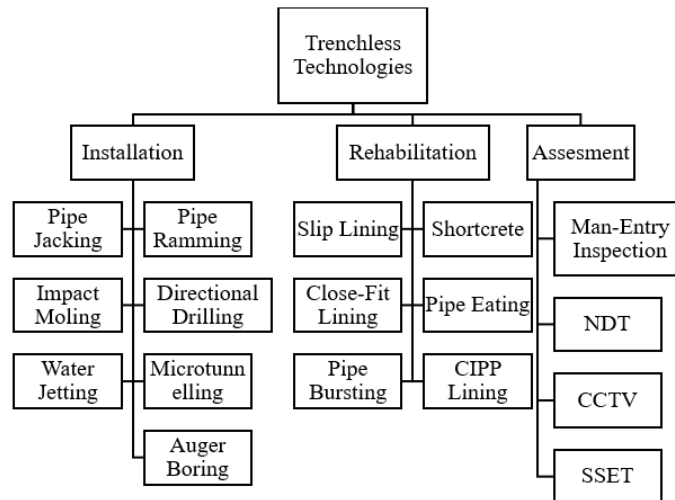 Trenchless
Technologies
Installation
Rehabilitation
Assesment
Pipe
Jacking
Pipe
Ramming
Impact
Moling
Directional
Drilling
Water
Jetting
Microtunn
elling
Auger
Boring
Slip Lining
Shortcrete
Close-Fit
Lining
Pipe Eating
Pipe
Bursting
CIPP
Lining
Man-Entry
Inspection
NDT
CCTV
SSET